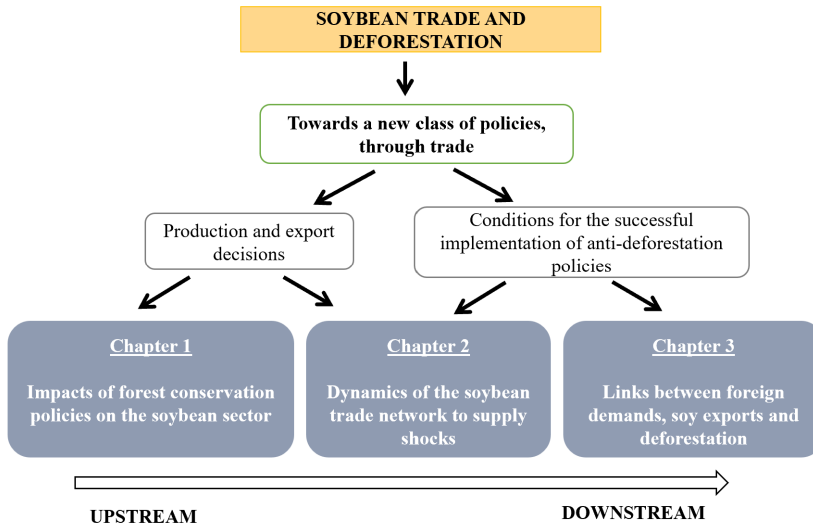 SOYBEAN TRADE AND
DEFORESTATION
Towards a new class of policies,
through trade
Production and export
decisions
Conditions for the successful
implementation of anti-deforestation
policies
Chapter 1
Impacts of forest conservation
policies on the soybean sector
Chapter 2
Dynamics of the soybean
trade network to supply
shocks
Chapter 3
Links between foreign
demands, soy exports and
deforestation
UPSTREAM
DOWNSTREAM